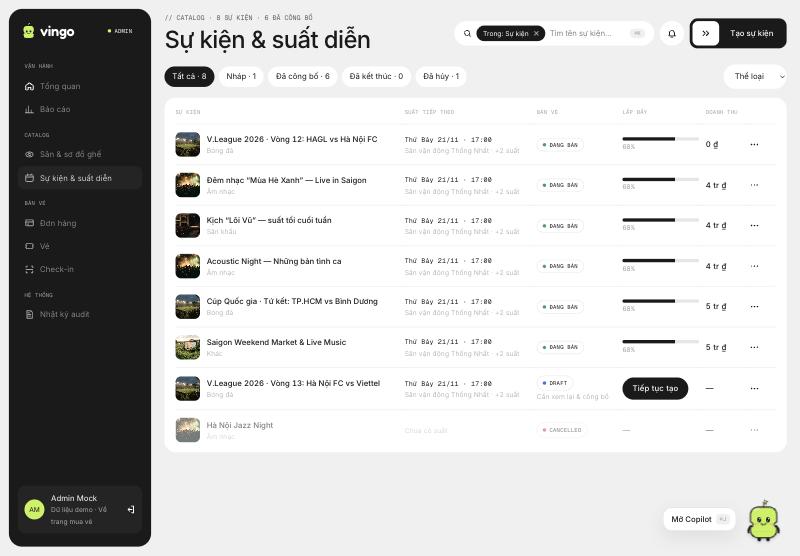 vingo
ADMIN
VẬN HÀNH
Tổng quan
Báo cáo
CATALOG
Sân & sơ đồ ghế
Sự kiện & suất diễn
BÁN VÉ
Đơn hàng
Vé
Check-in
HỆ THỐNG
Nhật ký audit
AM
Admin Mock
Dữ liệu demo · Về
trang mua vé
// CATALOG · 8 SỰ KIỆN · 6 ĐÃ CÔNG BỐ
Sự kiện & suất diễn
Trong: Sự kiện ✕
Tìm tên sự kiện...
⌘K
Tạo sự kiện
Tất cả · 8
Nháp · 1
Đã công bố · 6
Đã kết thúc · 0
Đã hủy · 1
Thể loại
SỰ KIỆN SUẤT TIẾP THEO BÁN VÉ LẤP ĐẦY DOANH THU
V.League 2026 · Vòng 12: HAGL vs Hà Nội FC
Bóng đá
Thứ Bảy 21/11 · 17:00
Sân vận động Thống Nhất · +2 suất
ĐANG BÁN
68%
0 ₫
Đêm nhạc “Mùa Hè Xanh” — Live in Saigon
Âm nhạc
Thứ Bảy 21/11 · 17:00
Sân vận động Thống Nhất · +2 suất
ĐANG BÁN
68%
4 tr ₫
Kịch “Lôi Vũ” — suất tối cuối tuần
Sân khấu
Thứ Bảy 21/11 · 17:00
Sân vận động Thống Nhất · +2 suất
ĐANG BÁN
68%
4 tr ₫
Acoustic Night — Những bản tình ca
Âm nhạc
Thứ Bảy 21/11 · 17:00
Sân vận động Thống Nhất · +2 suất
ĐANG BÁN
68%
4 tr ₫
Cúp Quốc gia · Tứ kết: TP.HCM vs Bình Dương
Bóng đá
Thứ Bảy 21/11 · 17:00
Sân vận động Thống Nhất · +2 suất
ĐANG BÁN
68%
5 tr ₫
Saigon Weekend Market & Live Music
Khác
Thứ Bảy 21/11 · 17:00
Sân vận động Thống Nhất · +2 suất
ĐANG BÁN
68%
5 tr ₫
V.League 2026 · Vòng 13: Hà Nội FC vs Viettel
Bóng đá
Thứ Bảy 21/11 · 17:00
Sân vận động Thống Nhất · +2 suất
DRAFT
Cần xem lại & công bố
Tiếp tục tạo
—
Hà Nội Jazz Night
Âm nhạc
Chưa có suất
CANCELLED
—
—
Mở Copilot ⌘J